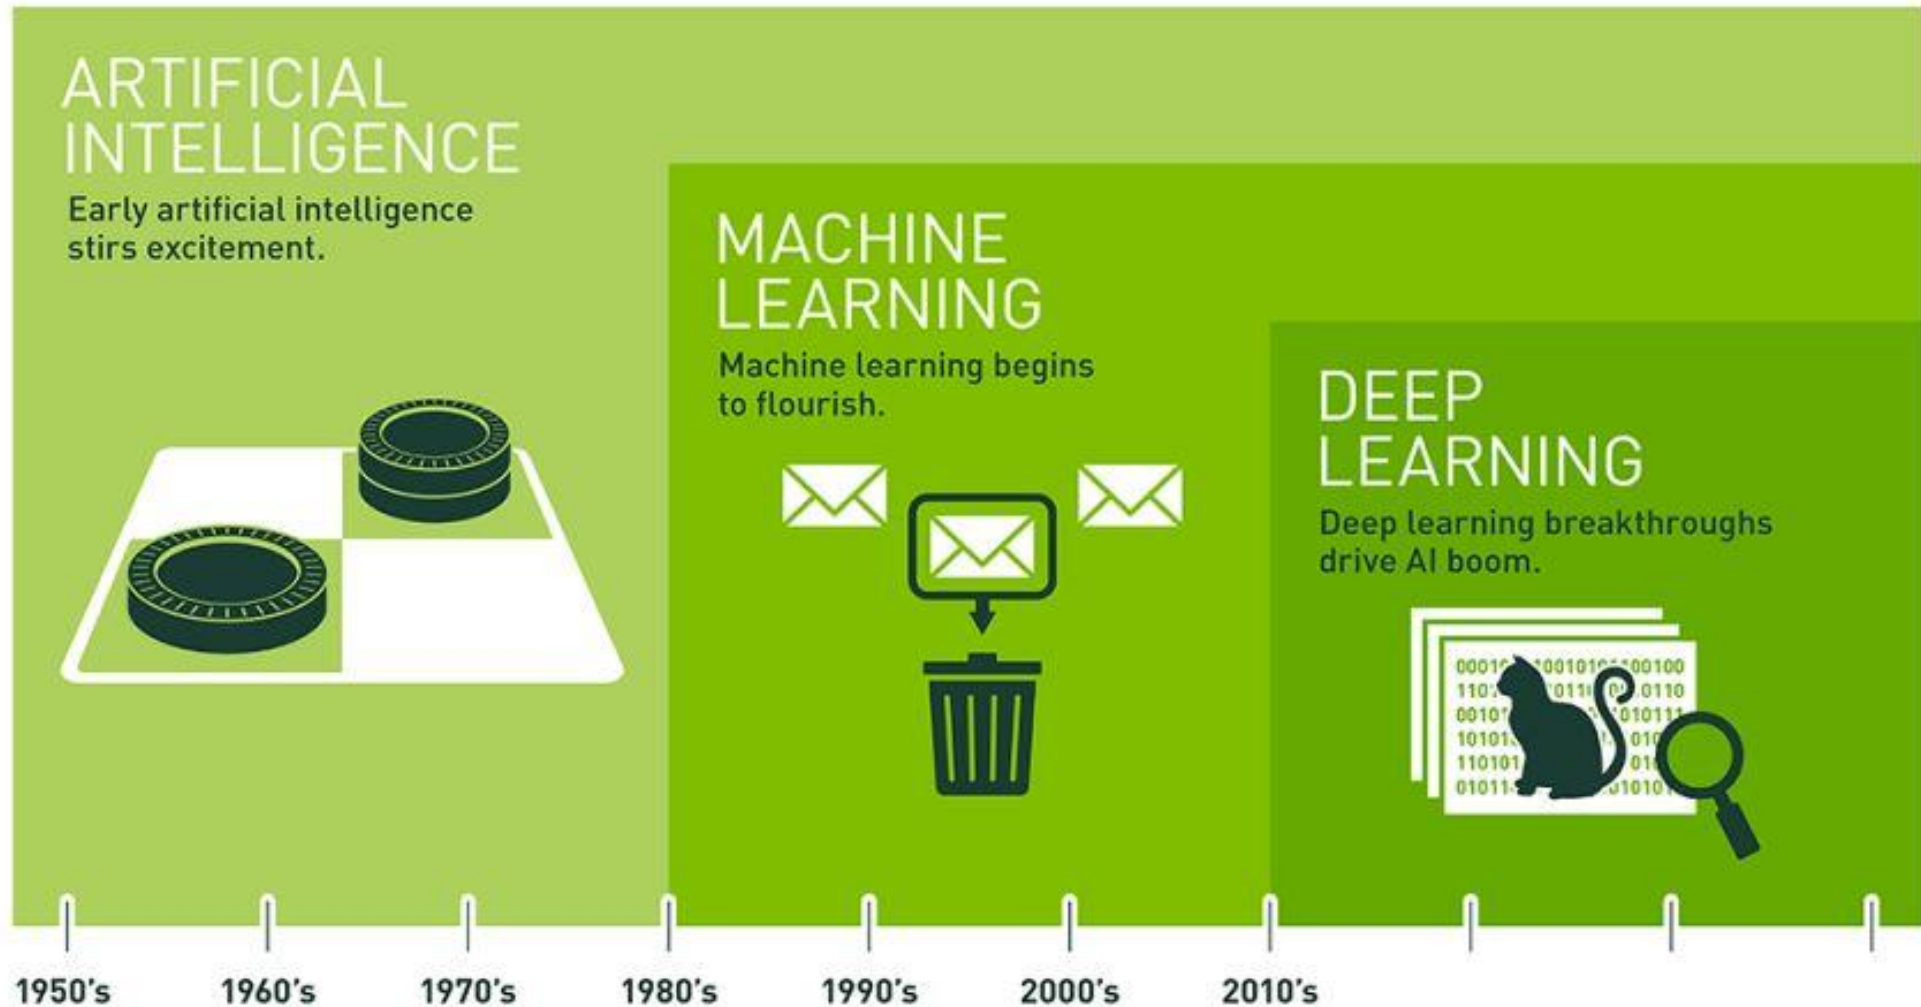 ARTIFICIAL
INTELLIGENCE
Early artificial intelligence
stirs excitement.
MACHINE
LEARNING
Machine learning begins
to flourish.
DEEP
LEARNING
Deep learning breakthroughs
drive AI boom.
1950's 1960's 1970's 1980's 1990's 2000's 2010's